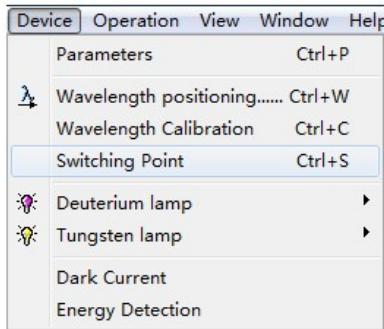 Device Operation View Window Help
Parameters Ctrl+P
Wavelength positioning...... Ctrl+W
Wavelength Calibration Ctrl+C
Switching Point Ctrl+S
Deuterium lamp
Tungsten lamp
Dark Current
Energy Detection